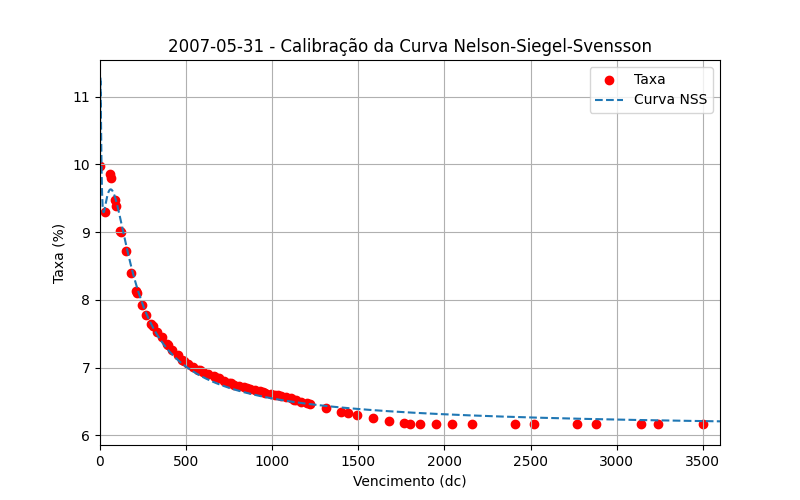 2007-05-31 - Calibração da Curva Nelson-Siegel-Svensson
Taxa
Curva NSS
Taxa (%)
11
10
9
8
7
6
0 500 1000 1500 2000 2500 3000 3500
Vencimento (dc)